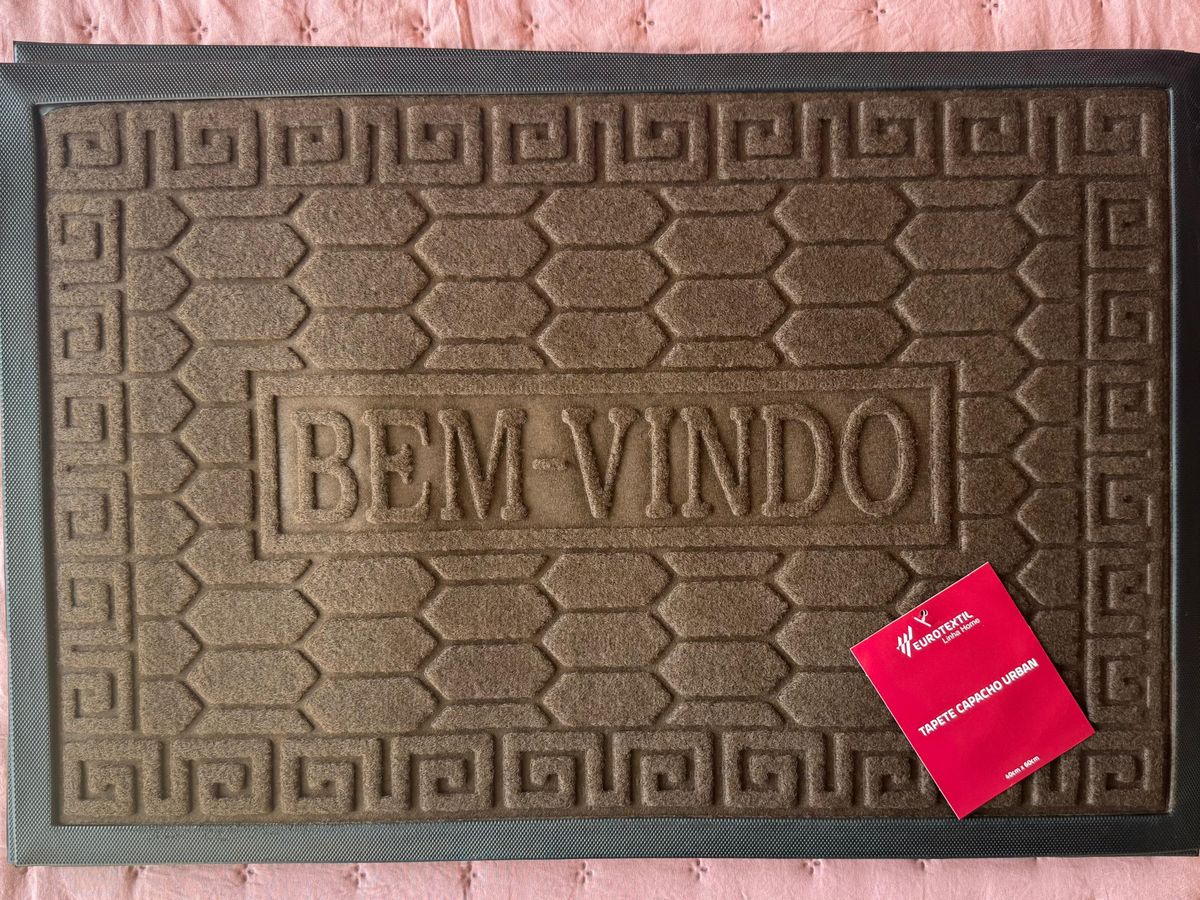 BEM-VINDO
EUROTEXTIL
Linha Home
TAPETE CAPACHO URBAN
40cm x 60cm